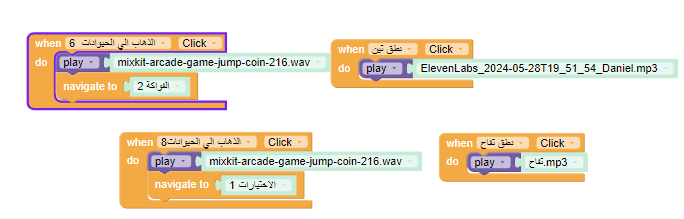 when الذهاب الي الحيوانات 6 Click
do play mixkit-arcade-game-jump-coin-216.wav
navigate to الفواكة 2
when نطق تين Click
do play ElevenLabs_2024-05-28T19_51_54_Daniel.mp3
when الذهاب الي الحيوانات8 Click
do play mixkit-arcade-game-jump-coin-216.wav
navigate to الاختبارات 1
when نطق تفاح Click
do play تفاح.mp3